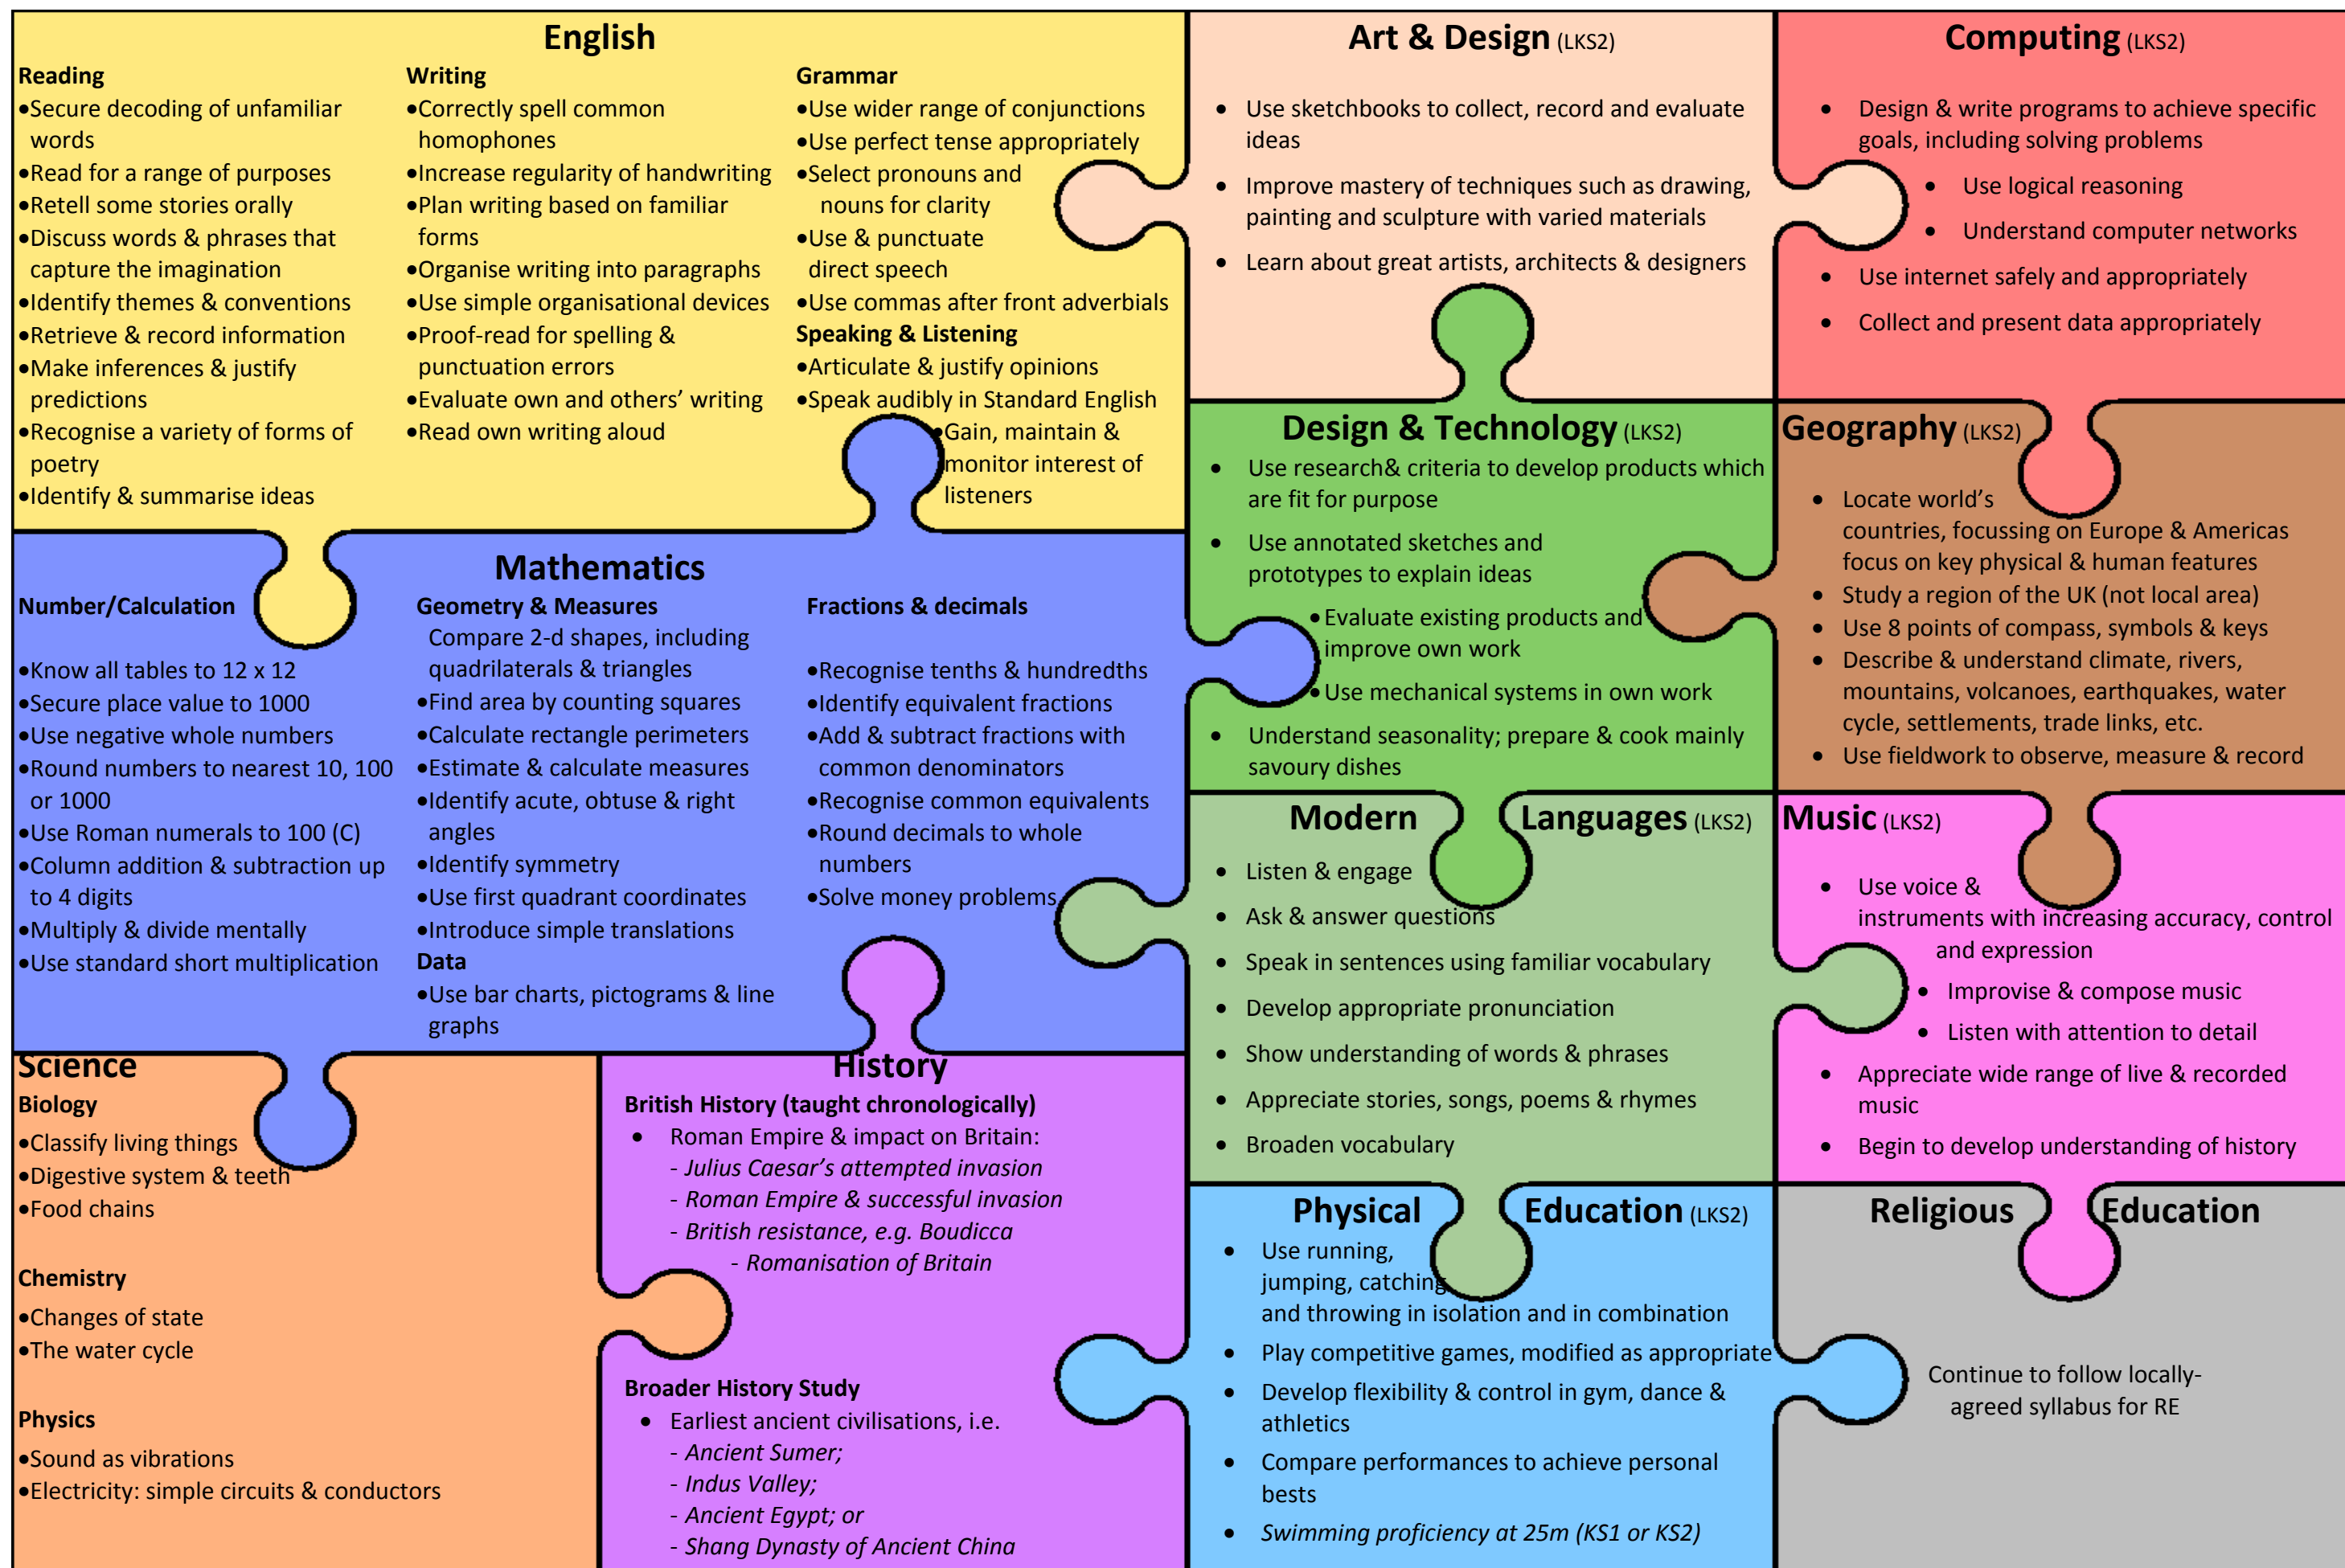 English
Reading
•Secure decoding of unfamiliar
words
•Read for a range of purposes
•Retell some stories orally
•Discuss words & phrases that
capture the imagination
•Identify themes & conventions
•Retrieve & record information
•Make inferences & justify
predictions
•Recognise a variety of forms of
poetry
•Identify & summarise ideas
Writing
•Correctly spell common
homophones
•Increase regularity of handwriting
•Plan writing based on familiar
forms
•Organise writing into paragraphs
•Use simple organisational devices
•Proof-read for spelling &
punctuation errors
•Evaluate own and others’ writing
•Read own writing aloud
Grammar
•Use wider range of conjunctions
•Use perfect tense appropriately
•Select pronouns and
nouns for clarity
•Use & punctuate
direct speech
•Use commas after front adverbials
Speaking & Listening
•Articulate & justify opinions
•Speak audibly in Standard English
•Gain, maintain &
monitor interest of
listeners
Art & Design (LKS2)
• Use sketchbooks to collect, record and evaluate
ideas
• Improve mastery of techniques such as drawing,
painting and sculpture with varied materials
• Learn about great artists, architects & designers
Computing (LKS2)
• Design & write programs to achieve specific
goals, including solving problems
• Use logical reasoning
• Understand computer networks
• Use internet safely and appropriately
• Collect and present data appropriately
Mathematics
Number/Calculation
•Know all tables to 12 x 12
•Secure place value to 1000
•Use negative whole numbers
•Round numbers to nearest 10, 100
or 1000
•Use Roman numerals to 100 (C)
•Column addition & subtraction up
to 4 digits
•Multiply & divide mentally
•Use standard short multiplication
Geometry & Measures
Compare 2-d shapes, including
quadrilaterals & triangles
•Find area by counting squares
•Calculate rectangle perimeters
•Estimate & calculate measures
•Identify acute, obtuse & right
angles
•Identify symmetry
•Use first quadrant coordinates
•Introduce simple translations
Data
•Use bar charts, pictograms & line
graphs
Fractions & decimals
•Recognise tenths & hundredths
•Identify equivalent fractions
•Add & subtract fractions with
common denominators
•Recognise common equivalents
•Round decimals to whole
numbers
•Solve money problems
Design & Technology (LKS2)
• Use research& criteria to develop products which
are fit for purpose
• Use annotated sketches and
prototypes to explain ideas
•Evaluate existing products and
improve own work
•Use mechanical systems in own work
• Understand seasonality; prepare & cook mainly
savoury dishes
Geography (LKS2)
• Locate world’s
countries, focussing on Europe & Americas
focus on key physical & human features
• Study a region of the UK (not local area)
• Use 8 points of compass, symbols & keys
• Describe & understand climate, rivers,
mountains, volcanoes, earthquakes, water
cycle, settlements, trade links, etc.
• Use fieldwork to observe, measure & record
Modern Languages (LKS2)
• Listen & engage
• Ask & answer questions
• Speak in sentences using familiar vocabulary
• Develop appropriate pronunciation
• Show understanding of words & phrases
• Appreciate stories, songs, poems & rhymes
• Broaden vocabulary
Music (LKS2)
• Use voice &
instruments with increasing accuracy, control
and expression
• Improvise & compose music
• Listen with attention to detail
• Appreciate wide range of live & recorded
music
• Begin to develop understanding of history
Science
Biology
•Classify living things
•Digestive system & teeth
•Food chains
Chemistry
•Changes of state
•The water cycle
Physics
•Sound as vibrations
•Electricity: simple circuits & conductors
History
British History (taught chronologically)
• Roman Empire & impact on Britain:
- Julius Caesar’s attempted invasion
- Roman Empire & successful invasion
- British resistance, e.g. Boudicca
- Romanisation of Britain
Broader History Study
• Earliest ancient civilisations, i.e.
- Ancient Sumer;
- Indus Valley;
- Ancient Egypt; or
- Shang Dynasty of Ancient China
Physical Education (LKS2)
• Use running,
jumping, catching
and throwing in isolation and in combination
• Play competitive games, modified as appropriate
• Develop flexibility & control in gym, dance &
athletics
• Compare performances to achieve personal
bests
• Swimming proficiency at 25m (KS1 or KS2)
Religious Education
Continue to follow locally-
agreed syllabus for RE